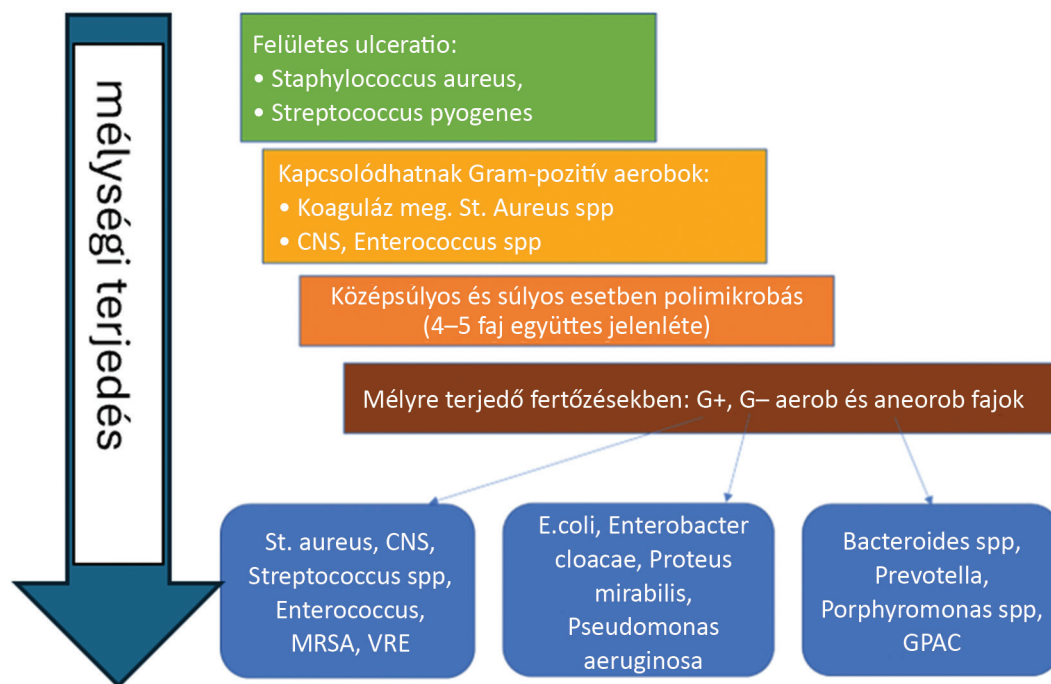 mélységi terjedés
Felületes ulceratio:
• Staphylococcus aureus,
• Streptococcus pyogenes
Kapcsolódhatnak Gram-pozitív aerobok:
• Koaguláz meg. St. Aureus spp
• CNS, Enterococcus spp
Középsúlyos és súlyos esetben polimikrobás
(4–5 faj együttes jelenléte)
Mélyre terjedő fertőzésekben: G+, G– aerob és aneorob fajok
St. aureus, CNS,
Streptococcus spp,
Enterococcus,
MRSA, VRE
E.coli, Enterobacter
cloacae, Proteus
mirabilis,
Pseudomonas
aeruginosa
Bacteroides spp,
Prevotella,
Porphyromonas spp,
GPAC